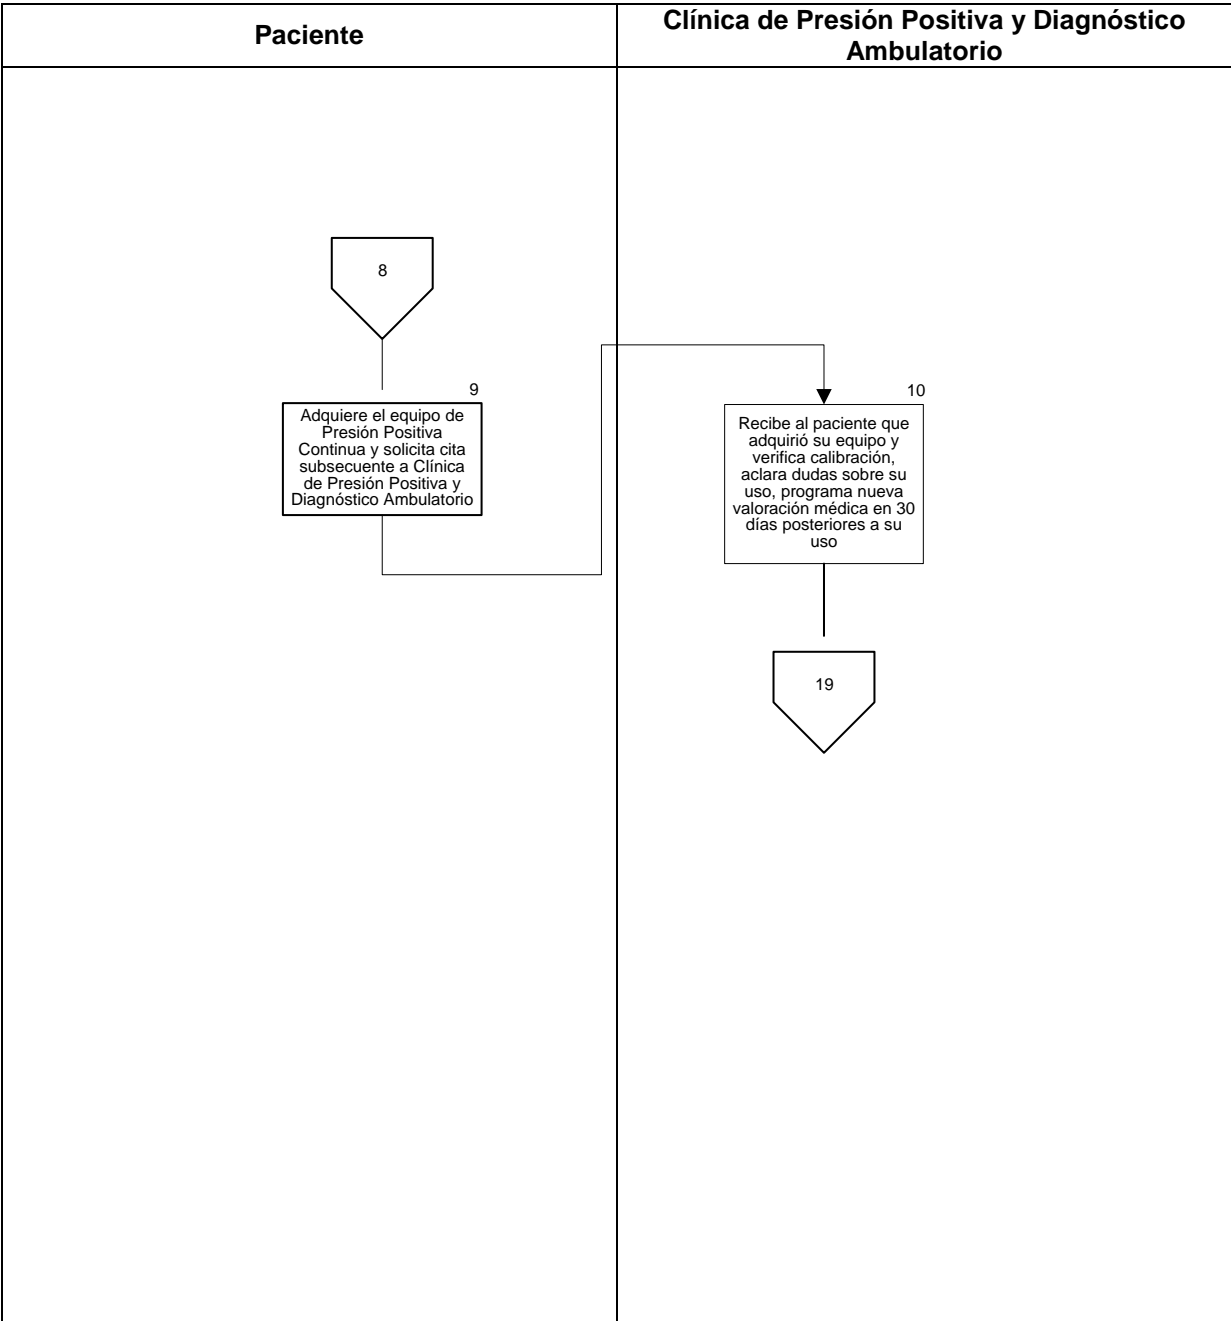 Paciente
Clínica de Presión Positiva y Diagnóstico
Ambulatorio
8
9
Adquiere el equipo de
Presión Positiva
Continua y solicita cita
subsecuente a Clínica
de Presión Positiva y
Diagnóstico Ambulatorio
10
Recibe al paciente que
adquirió su equipo y
verifica calibración,
aclara dudas sobre su
uso, programa nueva
valoración médica en 30
días posteriores a su
uso
19